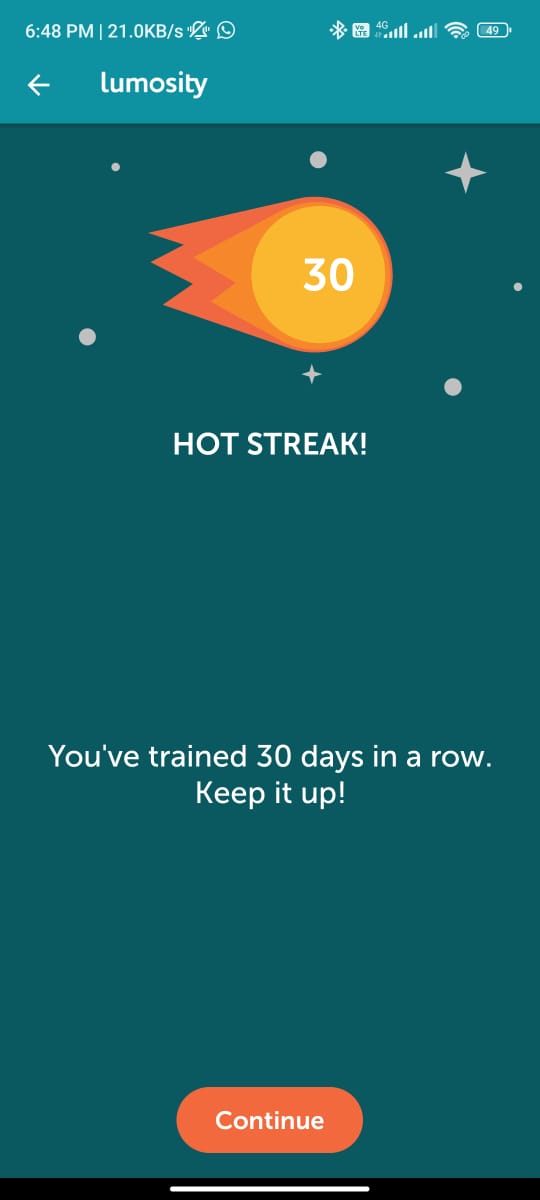 6:48 PM | 21.0KB/s
Vo LTE 4G 49
lumosity
30
HOT STREAK!
You've trained 30 days in a row.
Keep it up!
Continue